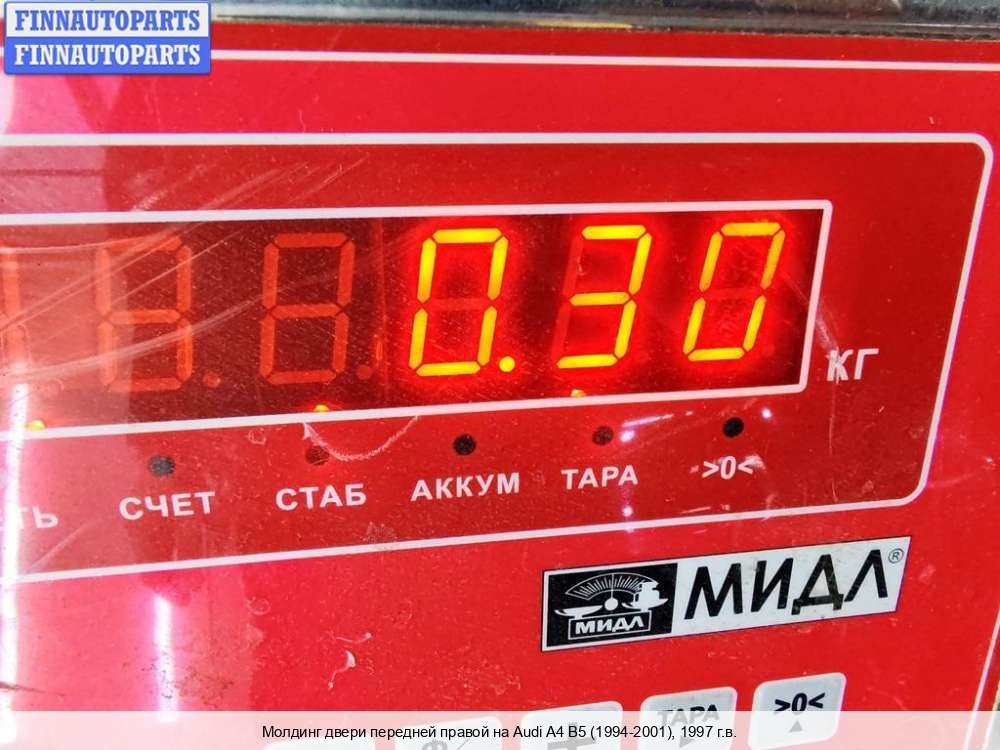 FINNAUTOPARTS
FINNAUTOPARTS
0.30
КГ
СЧЕТ
СТАБ
АККУМ
ТАРА
>0<
МИДЛ
МИДЛ®
ТАРА
>0<
Молдинг двери передней правой на Audi A4 B5 (1994-2001), 1997 г.в.